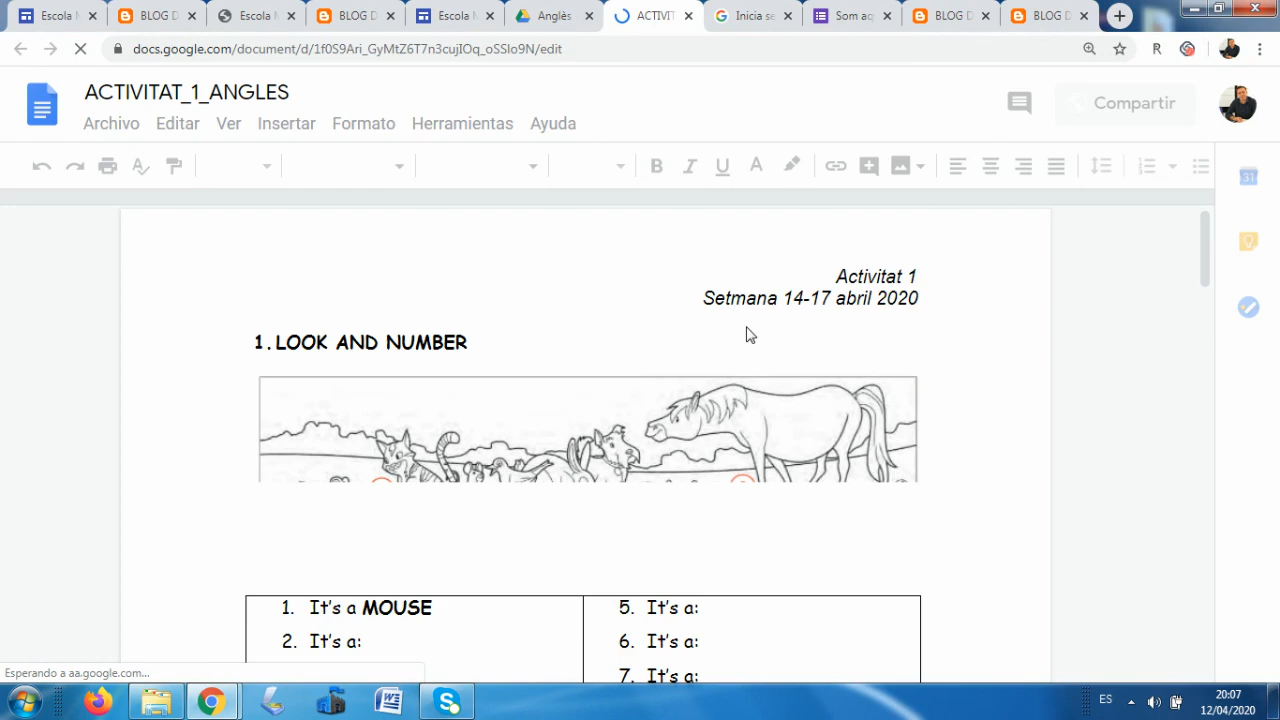 Escola M
BLOG D
Escola M
BLOG D
Escola M
Anglès
ACTIVIT
Inicia se
Som aq
BLOG D
BLOG D
docs.google.com/document/d/1f0S9Ari_GyMtZ6T7n3cujIOq_oSSIo9N/edit
R
ACTIVITAT_1_ANGLES
Compartir
Archivo Editar Ver Insertar Formato Herramientas Ayuda
B I U A
31
Activitat 1
Setmana 14-17 abril 2020
1. LOOK AND NUMBER
1. It's a MOUSE
2. It's a:
5. It's a:
6. It's a:
7. It's a:
Esperando a aa.google.com...
ES
20:07
12/04/2020